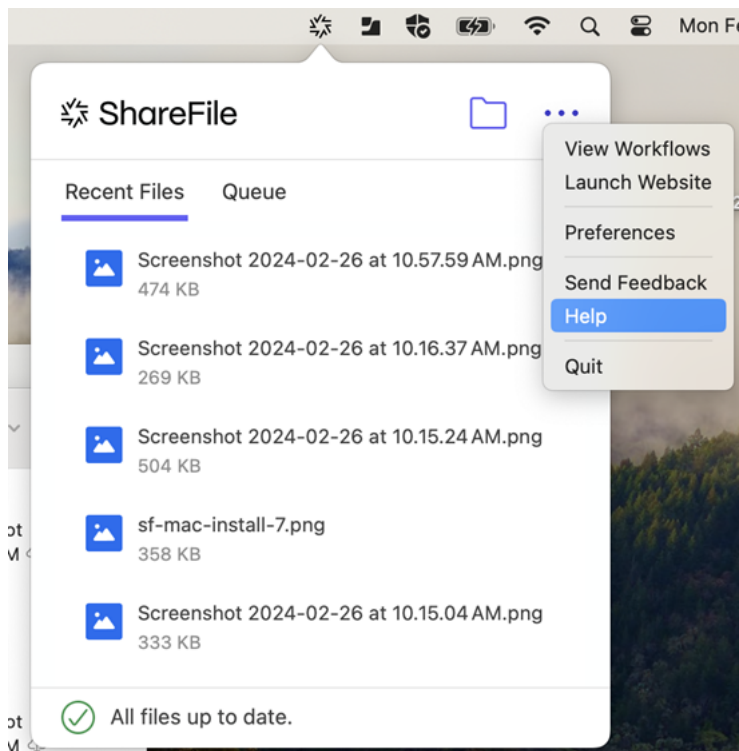 Mon Fe
ShareFile
View Workflows
Launch Website
Preferences
Send Feedback
Help
Quit
Recent Files Queue
Screenshot 2024-02-26 at 10.57.59 AM.png
474 KB
Screenshot 2024-02-26 at 10.16.37 AM.png
269 KB
Screenshot 2024-02-26 at 10.15.24 AM.png
504 KB
sf-mac-install-7.png
358 KB
Screenshot 2024-02-26 at 10.15.04 AM.png
333 KB
All files up to date.
ot
M
ot
M
2